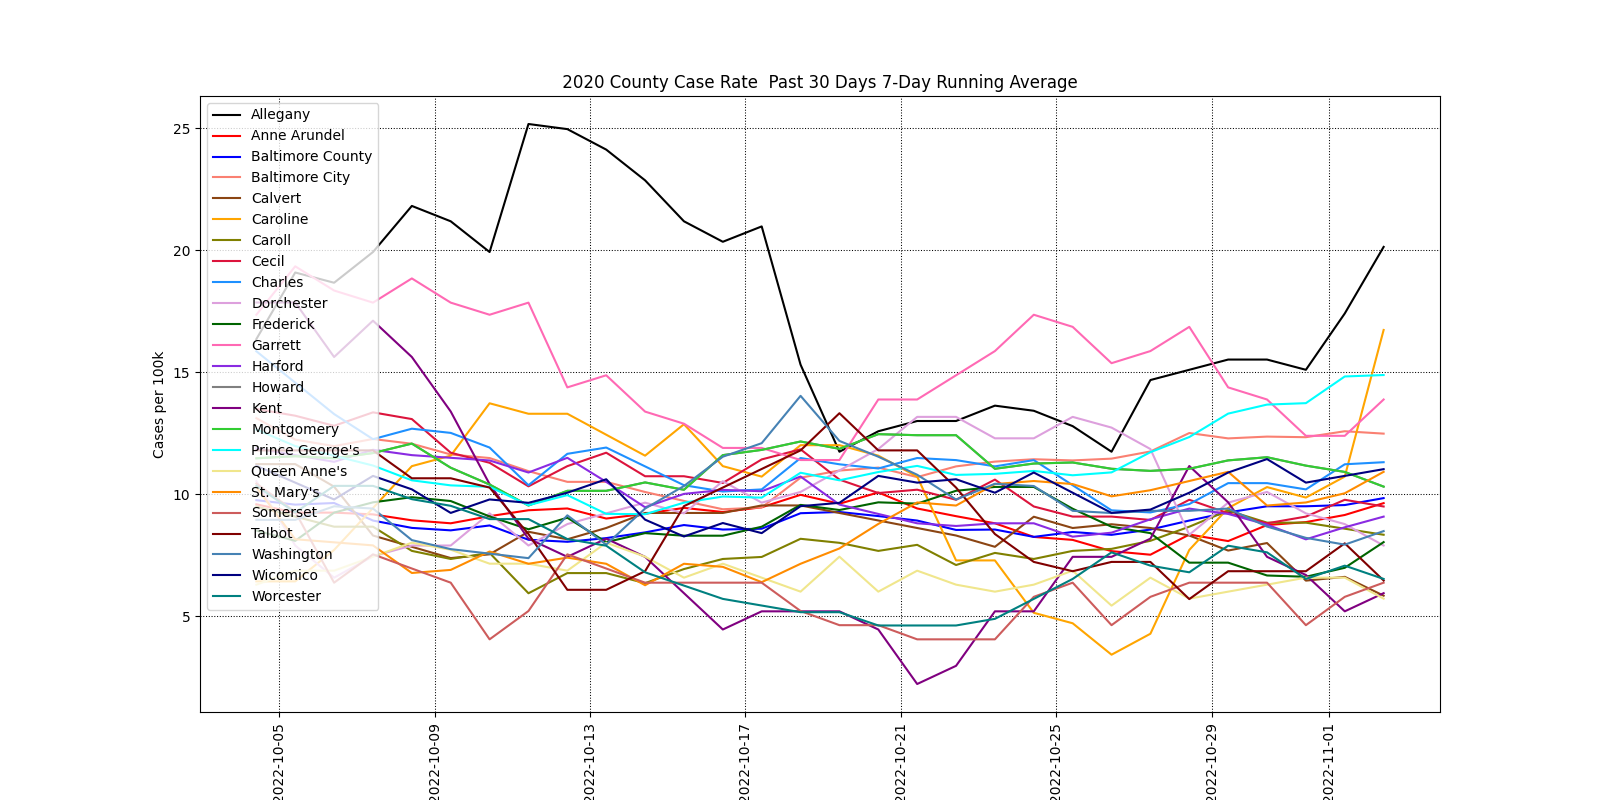 2020 County Case Rate  Past 30 Days 7-Day Running Average
Cases per 100k
25
20
15
10
5
Allegany
Anne Arundel
Baltimore County
Baltimore City
Calvert
Caroline
Caroll
Cecil
Charles
Dorchester
Frederick
Garrett
Harford
Howard
Kent
Montgomery
Prince George's
Queen Anne's
St. Mary's
Somerset
Talbot
Washington
Wicomico
Worcester
2022-10-05
2022-10-09
2022-10-13
2022-10-17
2022-10-21
2022-10-25
2022-10-29
2022-11-01